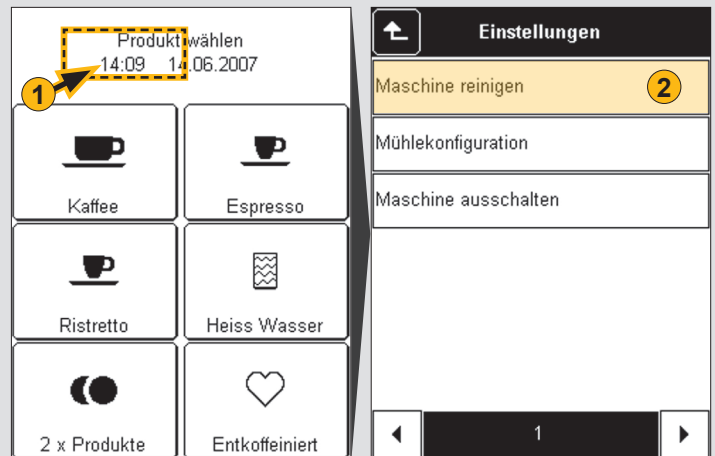 Produkt wählen
14:09 14.06.2007
1
Kaffee
Espresso
Ristretto
Heiss Wasser
2 x Produkte
Entkoffeiniert
Einstellungen
Maschine reinigen
2
Mühlekonfiguration
Maschine ausschalten
1